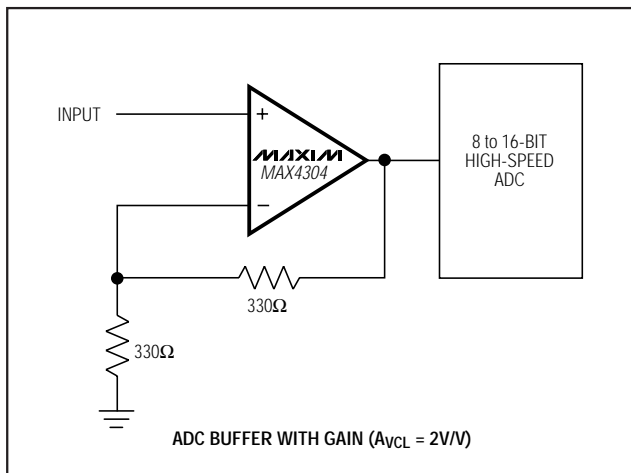 INPUT
+
MAXIM
MAX4304
−
8 to 16-BIT
HIGH-SPEED
ADC
330Ω
330Ω
ADC BUFFER WITH GAIN (AVCL = 2V/V)